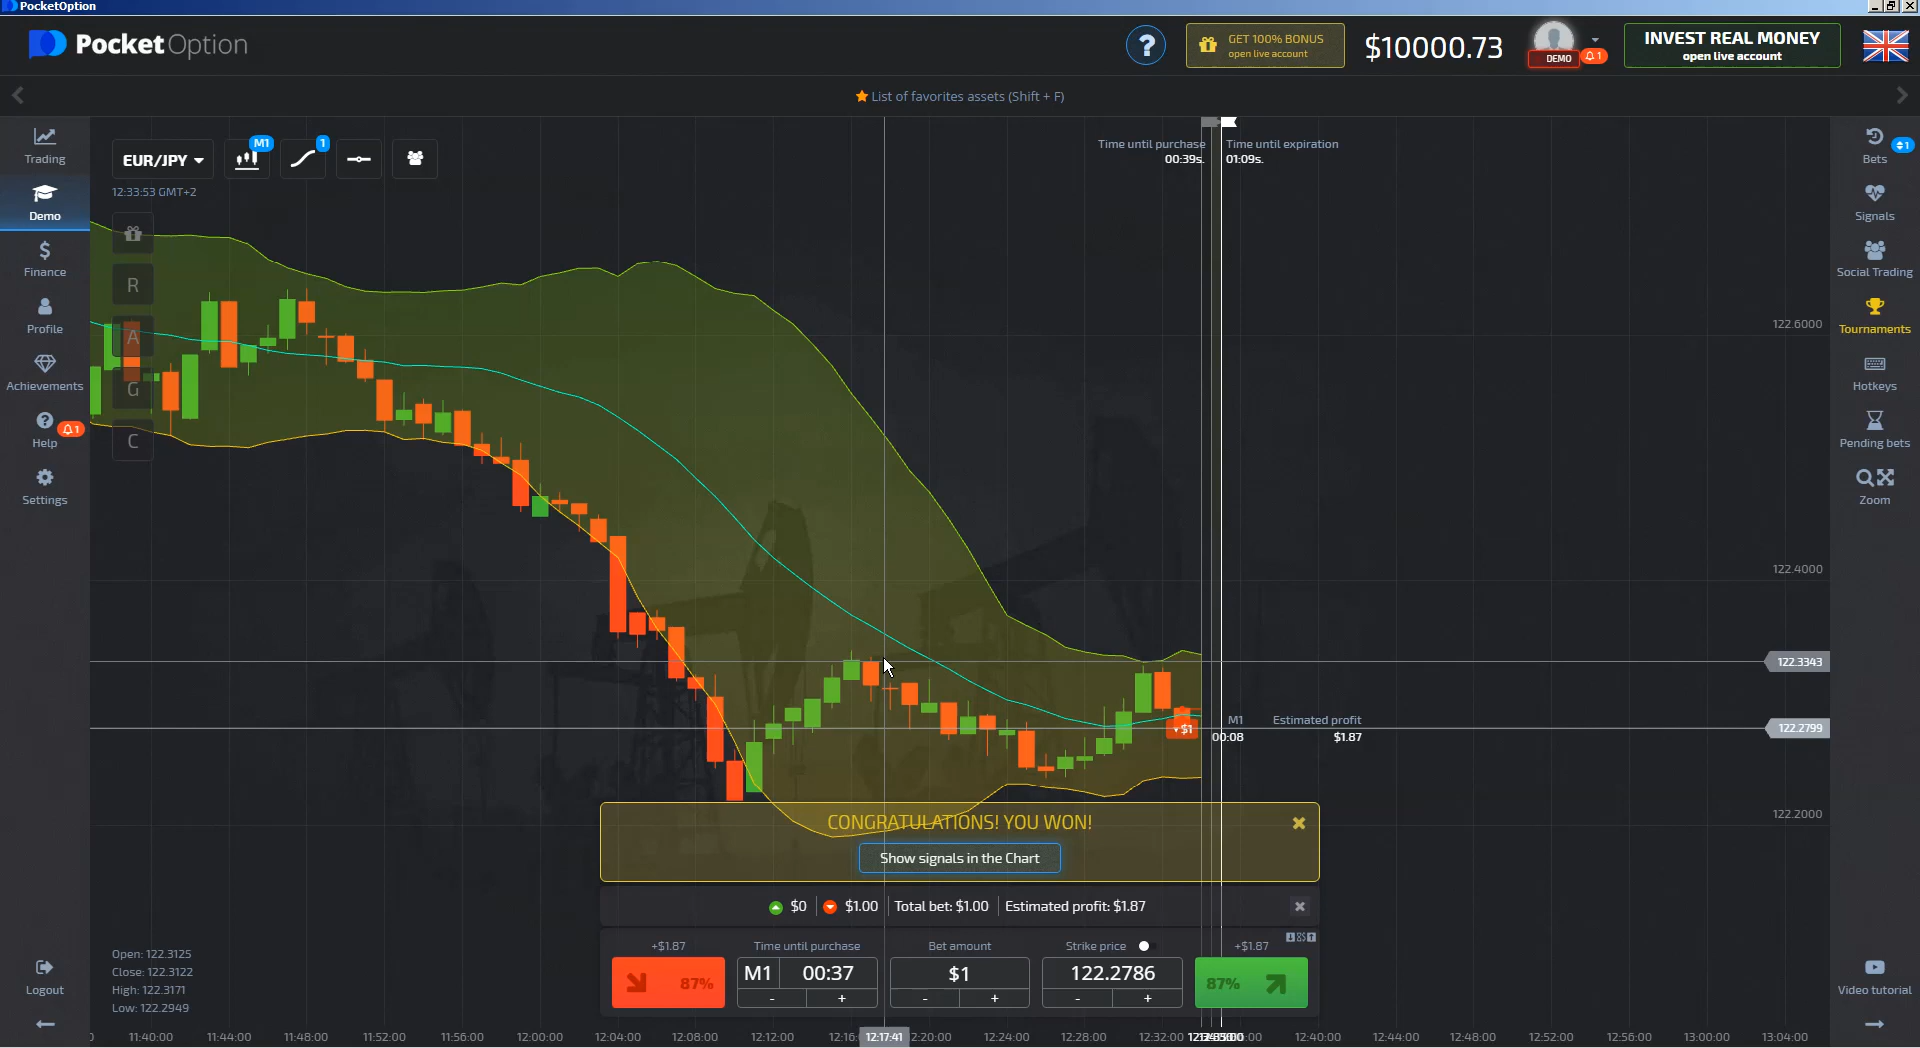 PocketOption
PocketOption
?
GET 100% BONUS
open live account
$10000.73
DEMO
1
INVEST REAL MONEY
open live account
List of favorites assets (Shift + F)
Trading
Demo
Finance
Profile
Achievements
Help
1
Settings
Logout
EUR/JPY
M1
1
12:33:53 GMT+2
R
A
G
C
Time until purchase
00:39s.
Time until expiration
01:09s.
Bets
1
Signals
Social Trading
Tournaments
Hotkeys
Pending bets
Zoom
Video tutorial
122.6000
122.4000
122.3343
122.2799
122.2000
$1
M1
00:08
Estimated profit
$1.87
CONGRATULATIONS! YOU WON!
Show signals in the Chart
$0
$1.00
Total bet: $1.00
Estimated profit: $1.87
+$1.87
87%
Time until purchase
M1 00:37
- +
Bet amount
$1
- +
Strike price
122.2786
- +
+$1.87
87%
Open: 122.3125
Close: 122.3122
High: 122.3171
Low: 122.2949
11:40:00 11:44:00 11:48:00 11:52:00 11:56:00 12:00:00 12:04:00 12:08:00 12:12:00 12:17:41 12:24:00 12:28:00 12:32:00 12:40:00 12:44:00 12:48:00 12:52:00 12:56:00 13:00:00 13:04:00